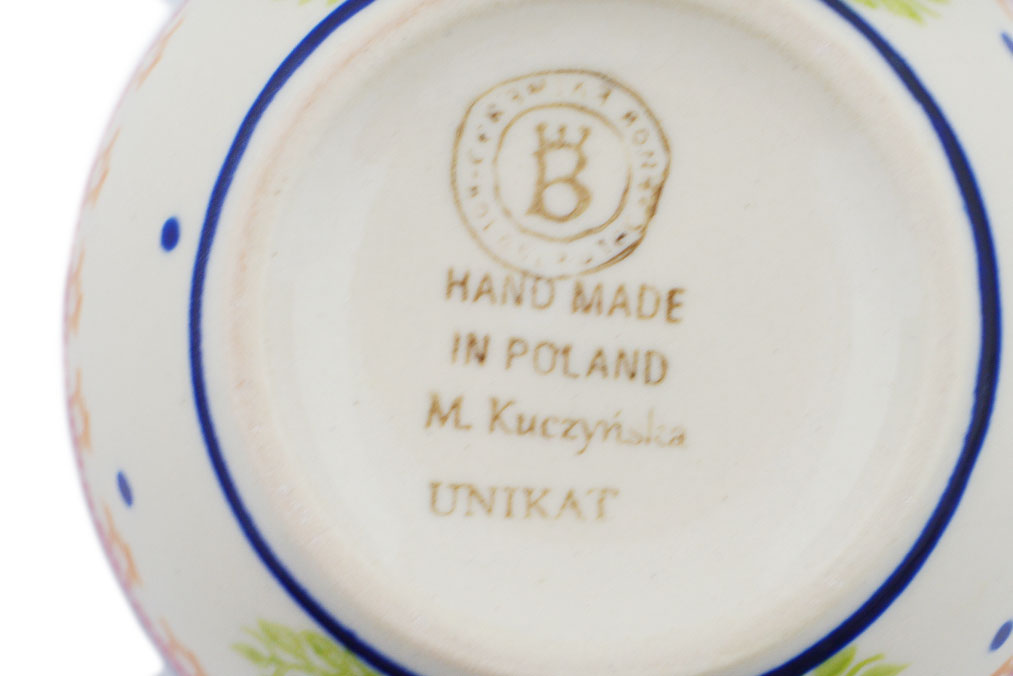 B
HAND MADE
IN POLAND
M. Kuczyńska
UNIKAT